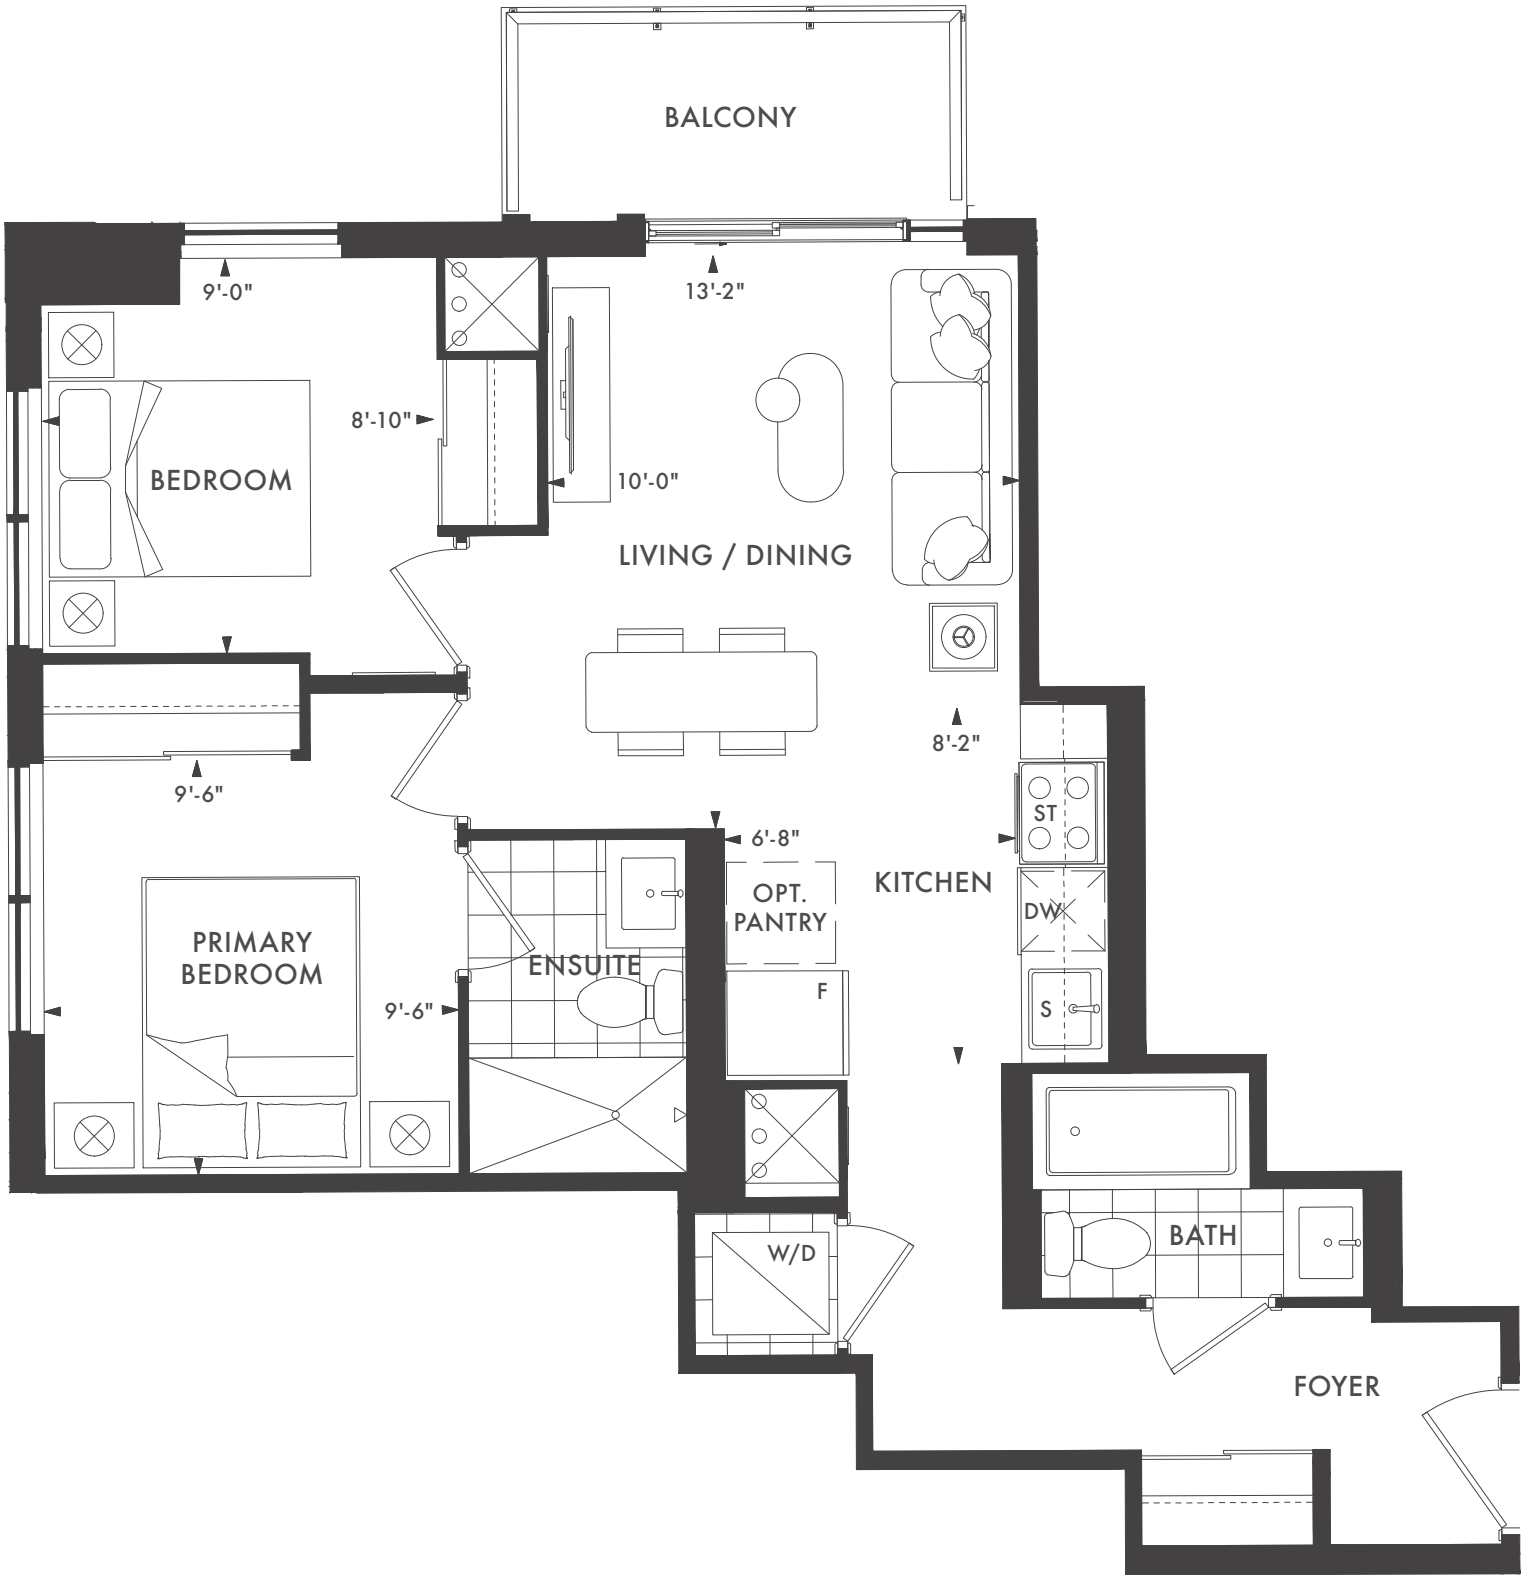 BALCONY
9'-0"
13'-2"
8'-10"
BEDROOM
10'-0"
LIVING / DINING
8'-2"
9'-6"
ST
6'-8"
KITCHEN
OPT.
PANTRY
DW
PRIMARY
BEDROOM
ENSUITE
F
9'-6"
S
BATH
W/D
FOYER